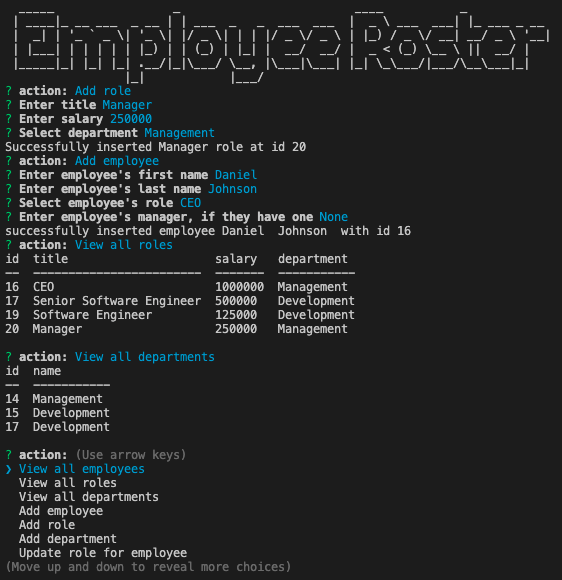 Employee Roster
? action: Add role
? Enter title Manager
? Enter salary 250000
? Select department Management
Successfully inserted Manager role at id 20
? action: Add employee
? Enter employee's first name Daniel
? Enter employee's last name Johnson
? Select employee's role CEO
? Enter employee's manager, if they have one None
successfully inserted employee Daniel  Johnson  with id 16
? action: View all roles
id  title                     salary   department
--  ------------------------  -------  -----------
16  CEO                       1000000  Management
17  Senior Software Engineer  500000   Development
19  Software Engineer         125000   Development
20  Manager                   250000   Management
? action: View all departments
id  name
--  -----------
14  Management
15  Development
17  Development
? action: (Use arrow keys)
❯ View all employees
  View all roles
  View all departments
  Add employee
  Add role
  Add department
  Update role for employee
(Move up and down to reveal more choices)